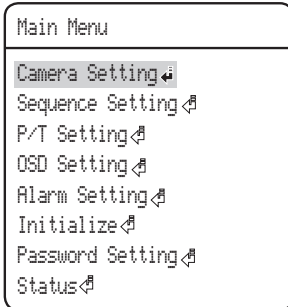 Main Menu
Camera Setting
Sequence Setting
P/T Setting
OSD Setting
Alarm Setting
Initialize
Password Setting
Status